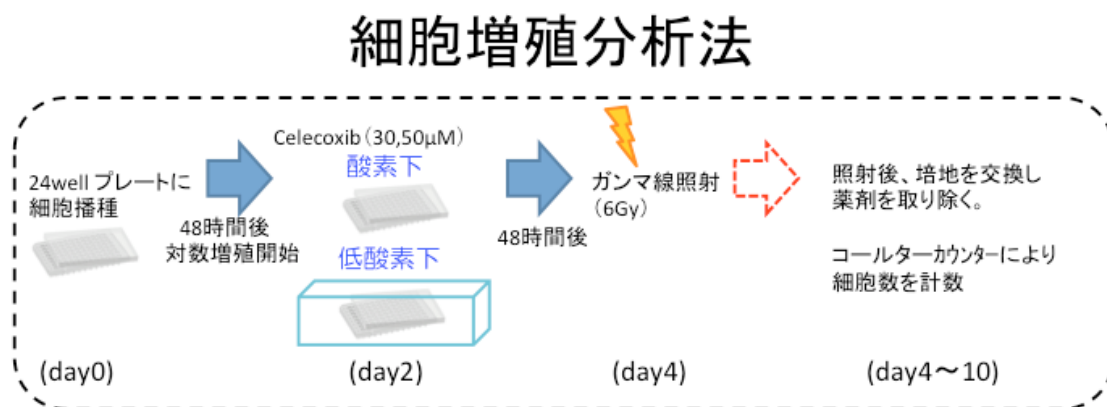 細胞増殖分析法
24well プレートに
細胞播種
48時間後
対数増殖開始
Celecoxib（30,50μM）
酸素下
低酸素下
48時間後
ガンマ線照射
（6Gy）
照射後、培地を交換し
薬剤を取り除く。
コールターカウンターにより
細胞数を計数
(day0)
(day2)
(day4)
(day4～10)